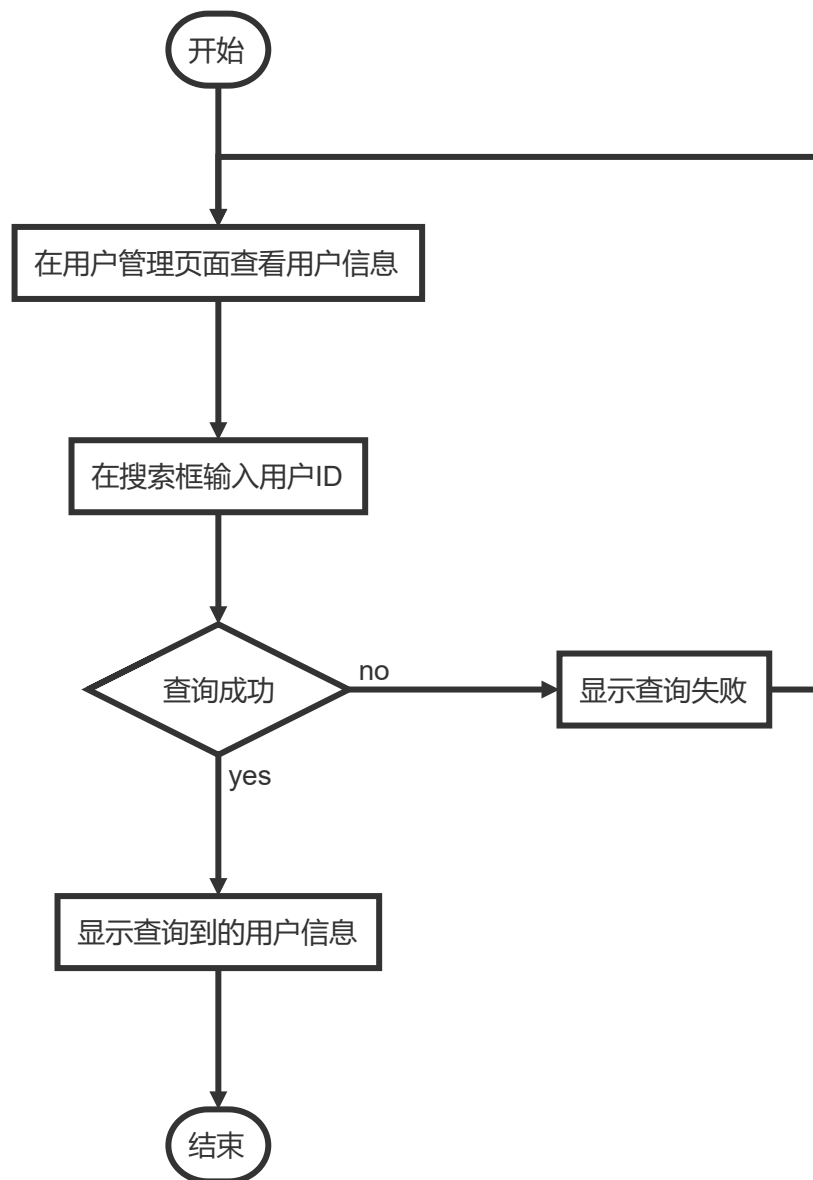 开始
在用户管理页面查看用户信息
在搜索框输入用户ID
查询成功
no
显示查询失败
yes
显示查询到的用户信息
结束